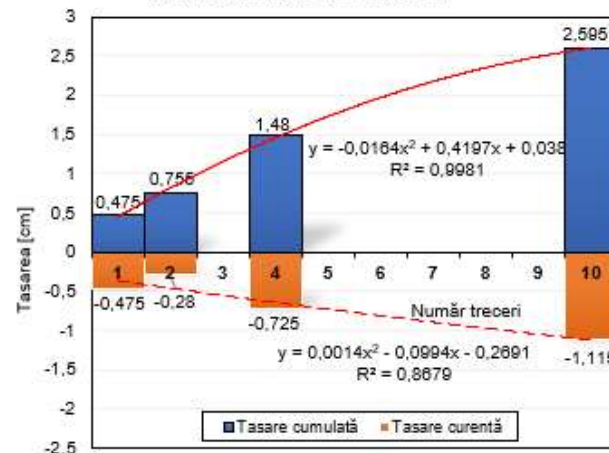 3
2,5
2
1,5
1
0,5
0
-0,5
-1
-1,5
-2
-2,5
Tasarea [cm]
2,595
1,48
0,755
0,475
y = -0,0164x² + 0,4197x + 0,038
R² = 0,9981
1 2 3 4 5 6 7 8 9 10
-0,475
-0,28
-0,725
Număr treceri
-1,115
y = 0,0014x² - 0,0994x - 0,2691
R² = 0,8679
Tasare cumulată Tasare curentă